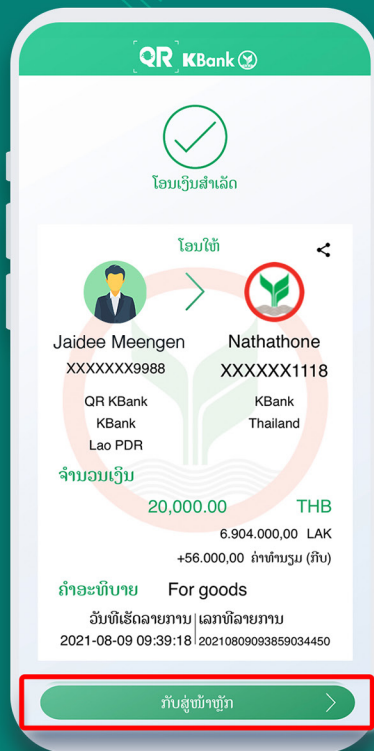 QR KBank
ໂອນເງິນສຳເລັດ
ໂອນໃຫ້
Jaidee Meengen
XXXXXXX9988
QR KBank
KBank
Lao PDR
Nathathone
XXXXXX1118
KBank
Thailand
ຈຳນວນເງິນ
20,000.00 THB
6.904.000,00 LAK
+56.000,00 ຄ່າທຳນຽມ (ກີບ)
ຄຳອະທິບາຍ For goods
ວັນທີເຮັດລາຍການ | ເລກທີລາຍການ
2021-08-09 09:39:18 20210809093859034450
ກັບສູ່ໜ້າຫຼັກ